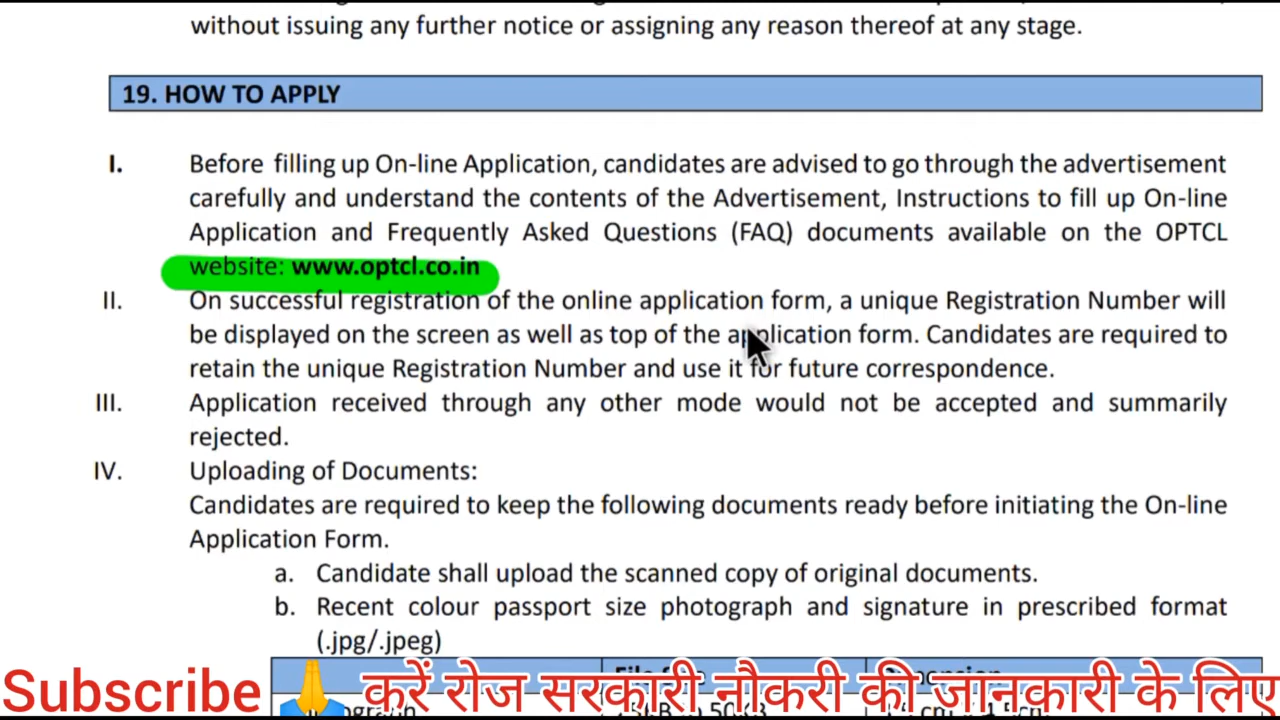 without issuing any further notice or assigning any reason thereof at any stage.
19. HOW TO APPLY
I. Before filling up On-line Application, candidates are advised to go through the advertisement
carefully and understand the contents of the Advertisement, Instructions to fill up On-line
Application and Frequently Asked Questions (FAQ) documents available on the OPTCL
website: www.optcl.co.in
II. On successful registration of the online application form, a unique Registration Number will
be displayed on the screen as well as top of the application form. Candidates are required to
retain the unique Registration Number and use it for future correspondence.
III. Application received through any other mode would not be accepted and summarily
rejected.
IV. Uploading of Documents:
Candidates are required to keep the following documents ready before initiating the On-line
Application Form.
a. Candidate shall upload the scanned copy of original documents.
b. Recent colour passport size photograph and signature in prescribed format
(.jpg/.jpeg)
Subscribe 🙏 करें रोज सरकारी नौकरी की ज नकारी के लिए